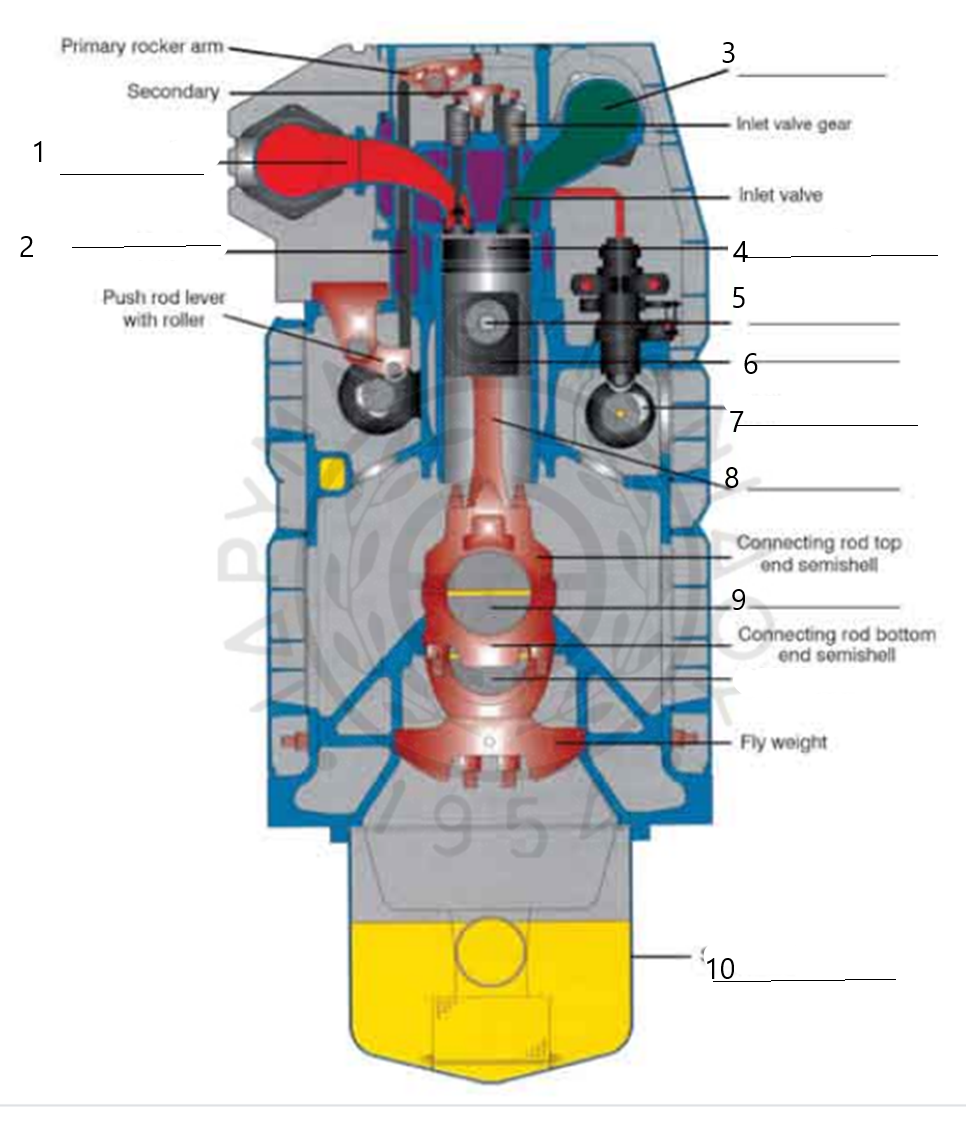 Primary rocker arm
Secondary
3
Inlet valve gear
1
Inlet valve
2
4
Push rod lever
with roller
5
6
7
8
Connecting rod top
end semishell
9
Connecting rod bottom
end semishell
Fly weight
1954
10